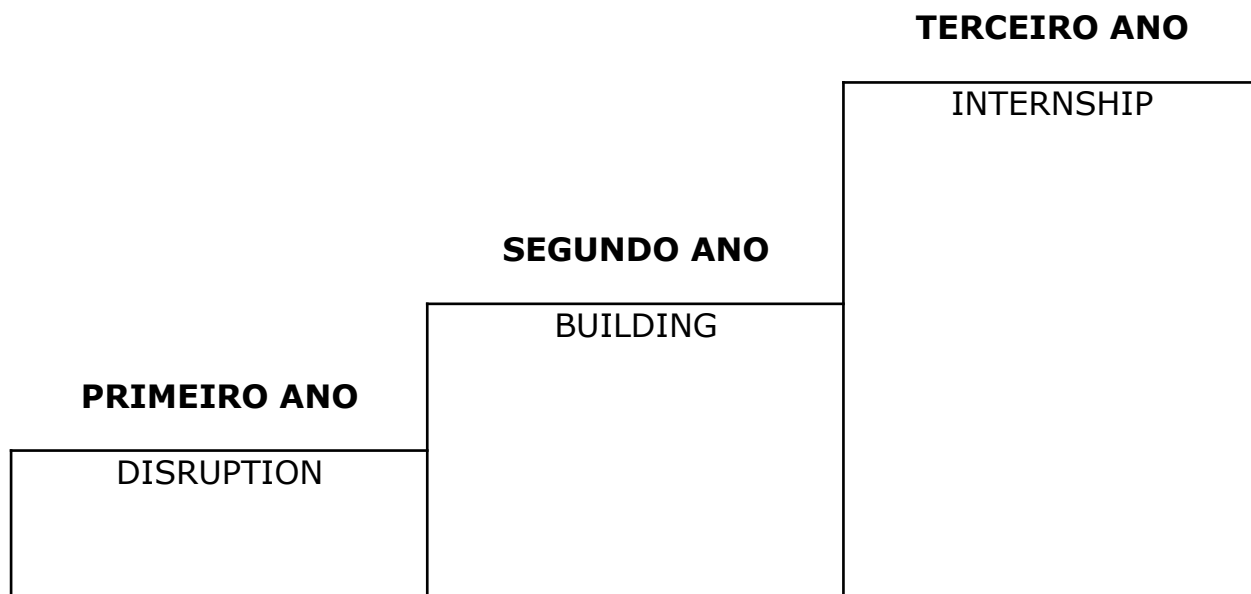 TERCEIRO ANO
INTERNSHIP
SEGUNDO ANO
BUILDING
PRIMEIRO ANO
DISRUPTION